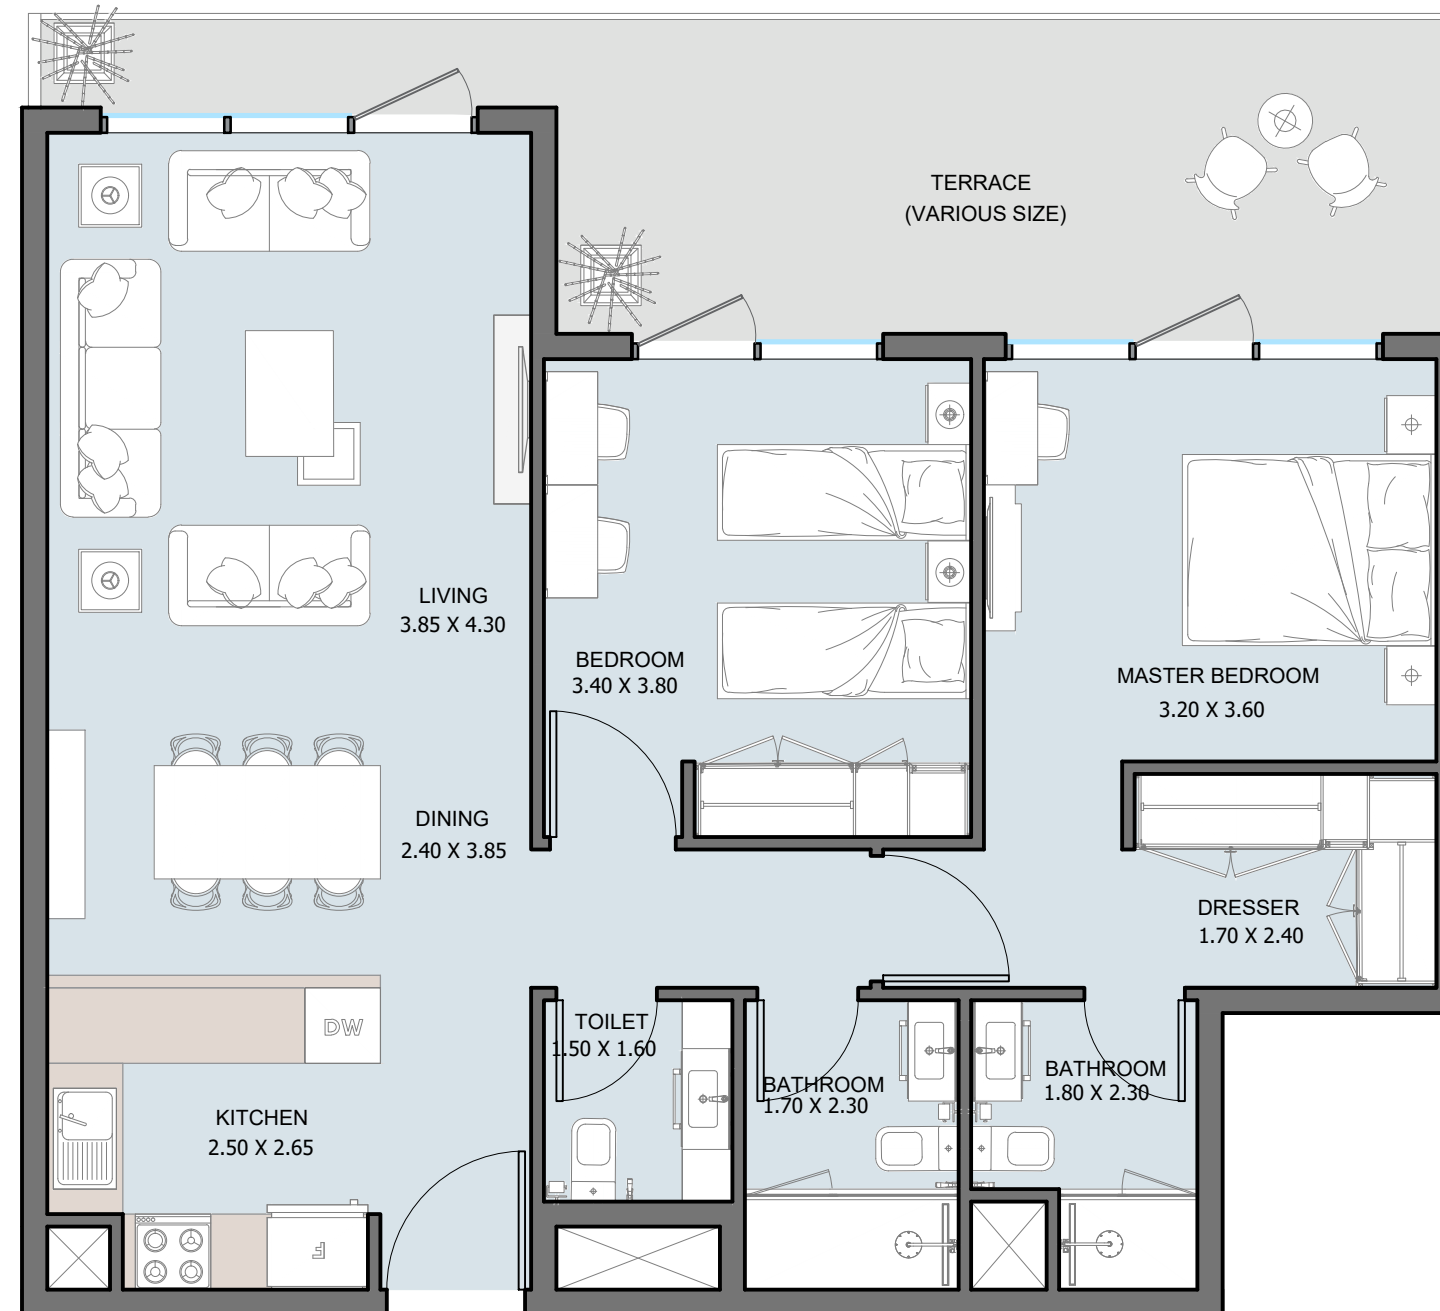 TERRACE
(VARIOUS SIZE)
LIVING
3.85 X 4.30
BEDROOM
3.40 X 3.80
MASTER BEDROOM
3.20 X 3.60
DINING
2.40 X 3.85
DRESSER
1.70 X 2.40
DW
TOILET
1.50 X 1.60
BATHROOM
1.70 X 2.30
BATHROOM
1.80 X 2.30
KITCHEN
2.50 X 2.65
F